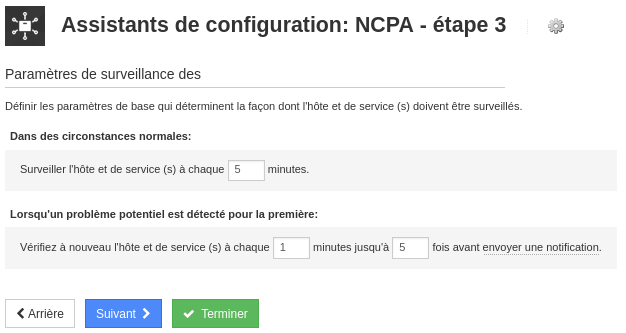 Assistants de configuration: NCPA - étape 3
Paramètres de surveillance des
Définir les paramètres de base qui déterminent la façon dont l'hôte et de service (s) doivent être surveillés.
Dans des circonstances normales:
Surveiller l'hôte et de service (s) à chaque 5 minutes.
Lorsqu'un problème potentiel est détecté pour la première:
Vérifiez à nouveau l'hôte et de service (s) à chaque 1 minutes jusqu'à 5 fois avant envoyer une notification.
Arrière Suivant Terminer